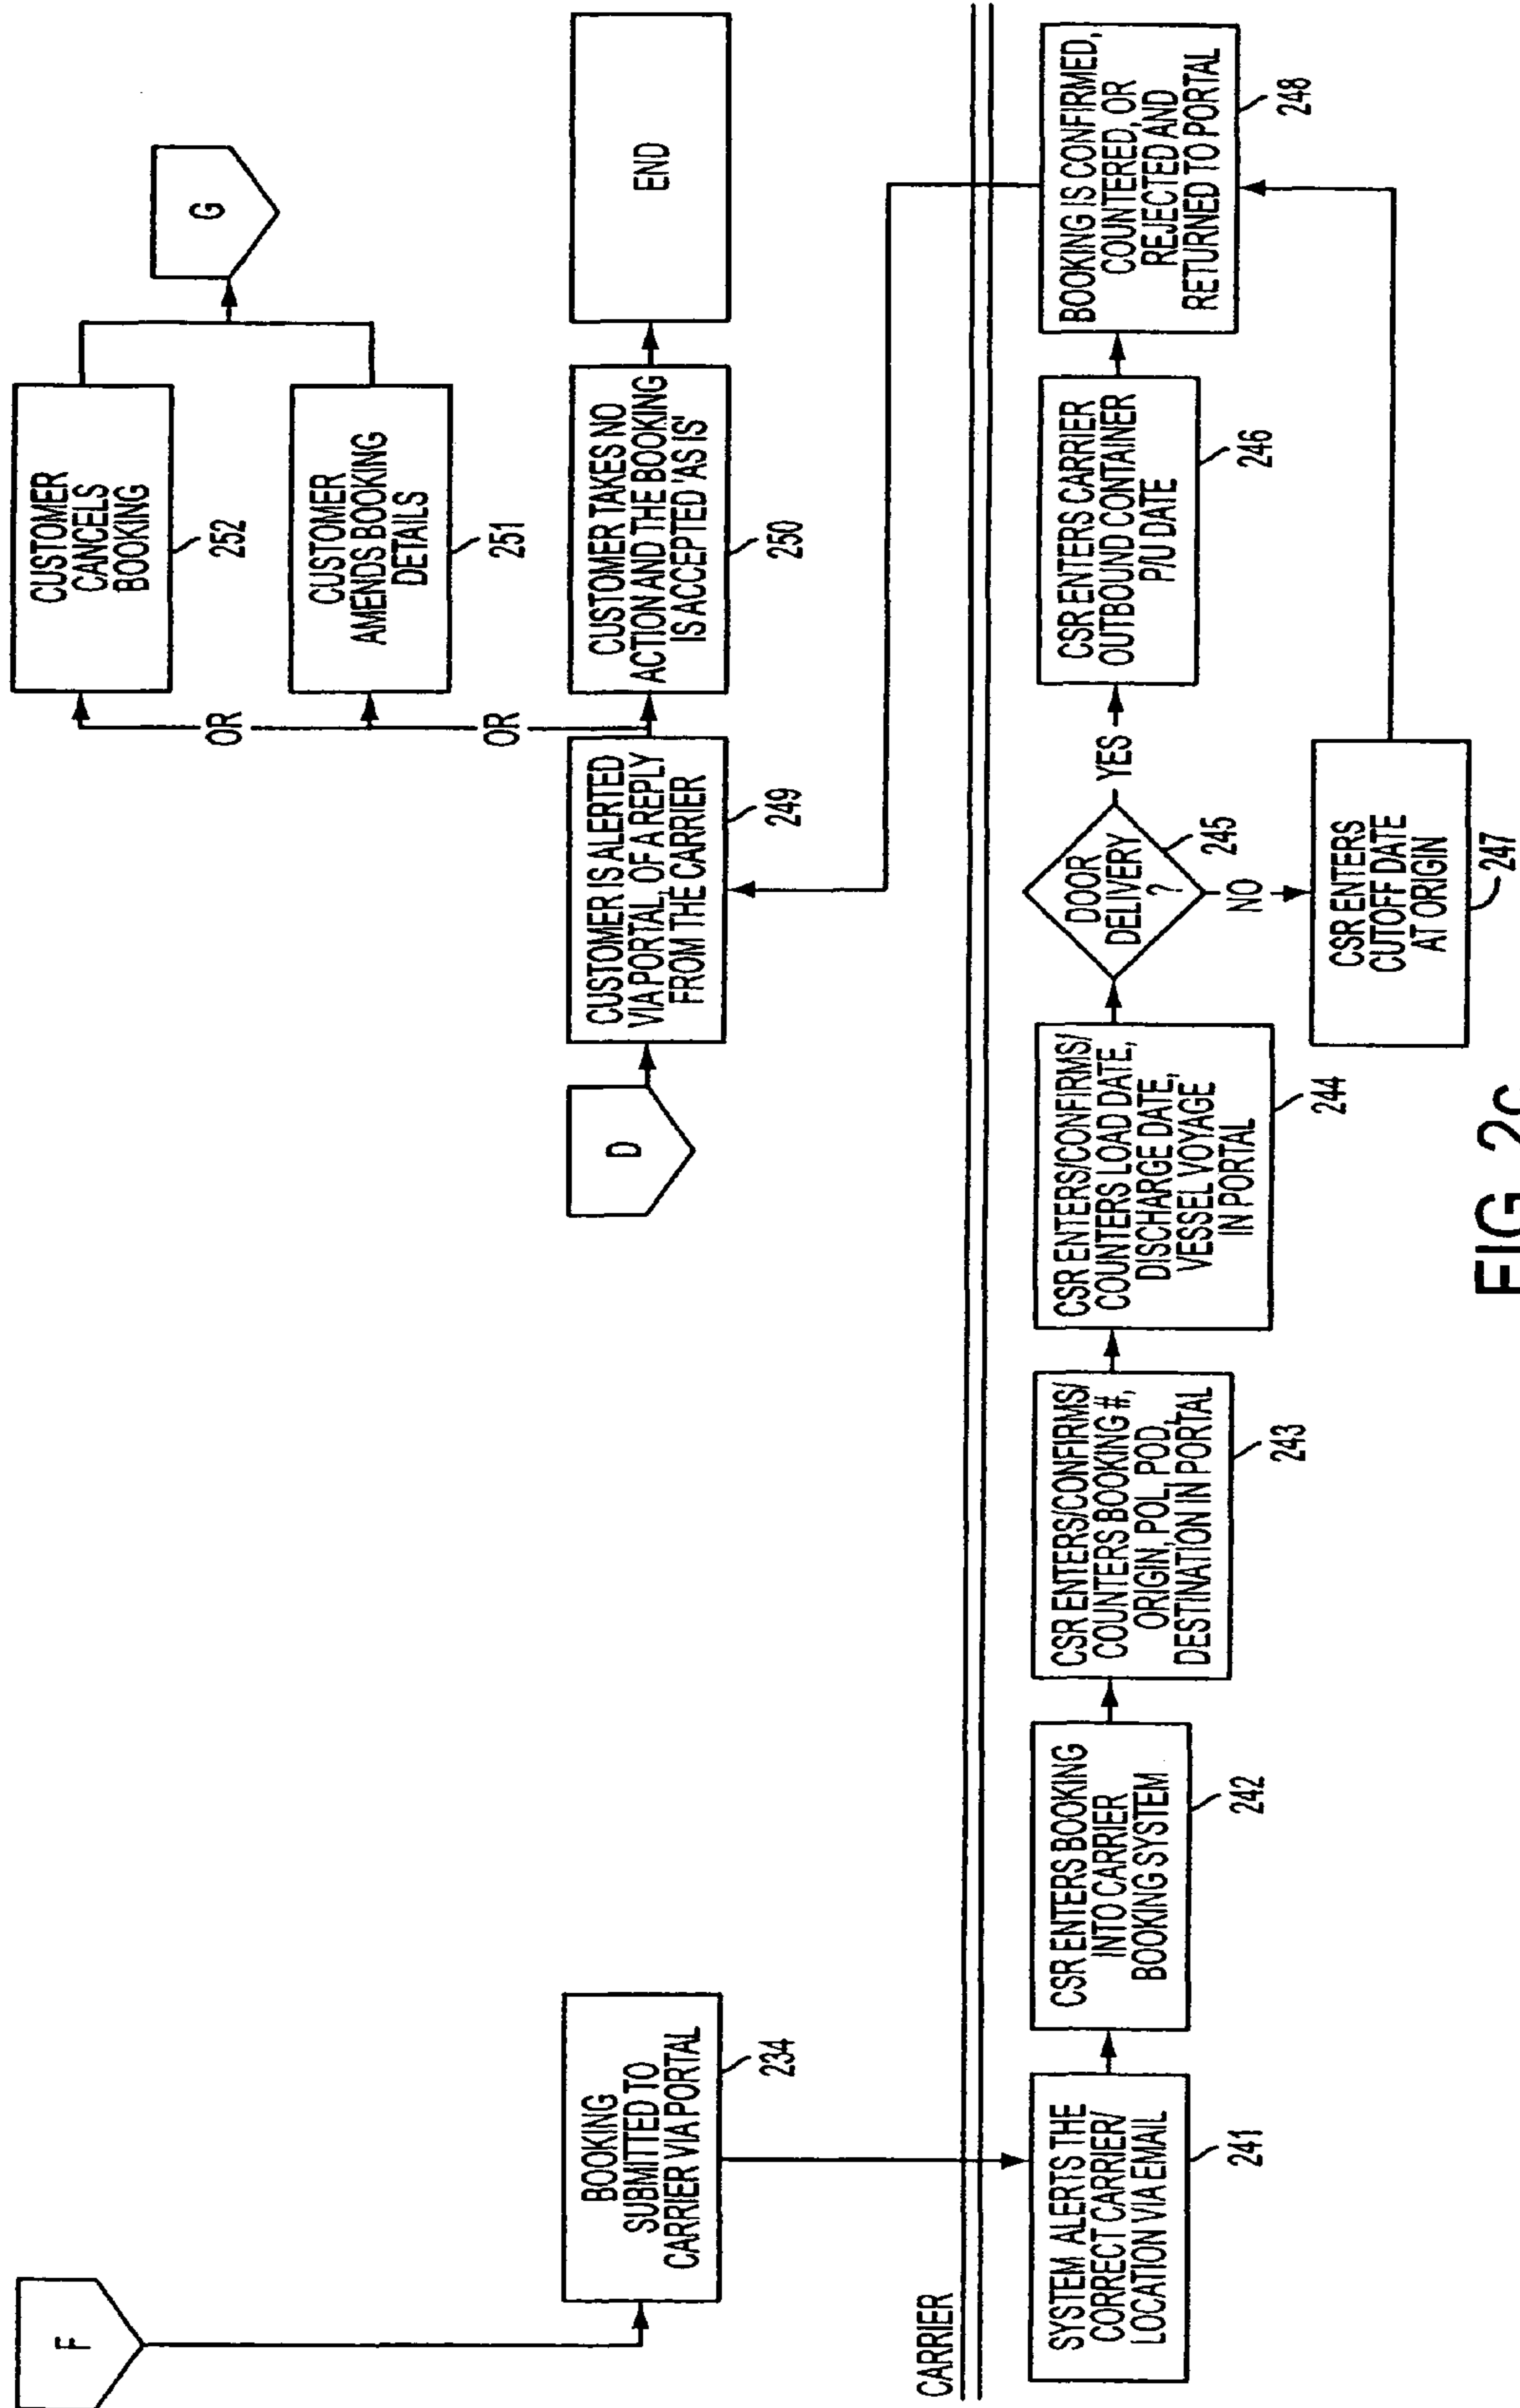 F
BOOKING
SUBMITTED TO
CARRIER VIA PORTAL
234
D
CUSTOMER IS ALERTED
VIA PORTAL, OF A REPLY
FROM THE CARRIER
249
OR
OR
CUSTOMER
CANCELS
BOOKING
252
CUSTOMER
AMENDS BOOKING
DETAILS
251
CUSTOMER TAKES NO
ACTION AND THE BOOKING
IS ACCEPTED 'AS IS'
250
G
END
CARRIER
SYSTEM ALERTS THE
CORRECT CARRIER/
LOCATION VIA EMAIL
241
CSR ENTERS BOOKING
INTO CARRIER
BOOKING SYSTEM
242
CSR ENTERS/CONFIRMS/
COUNTERS BOOKING #,
ORIGIN, POL, POD,
DESTINATION IN PORTAL
243
CSR ENTERS/CONFIRMS/
COUNTERS LOAD DATE,
DISCHARGE DATE,
VESSEL VOYAGE
IN PORTAL
244
DOOR
DELIVERY
?
245
YES
NO
CSR ENTERS CARRIER
OUTBOUND CONTAINER
P/U DATE
246
CSR ENTERS
CUTOFF DATE
AT ORIGIN
247
BOOKING IS CONFIRMED,
COUNTERED, OR
REJECTED AND
RETURNED TO PORTAL
248
FIG. 2c